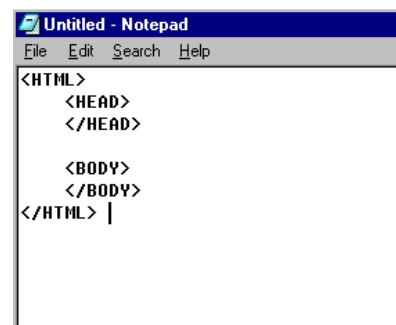 Untitled - Notepad
File Edit Search Help
<HTML>
<HEAD>
</HEAD>
<BODY>
</BODY>
</HTML>